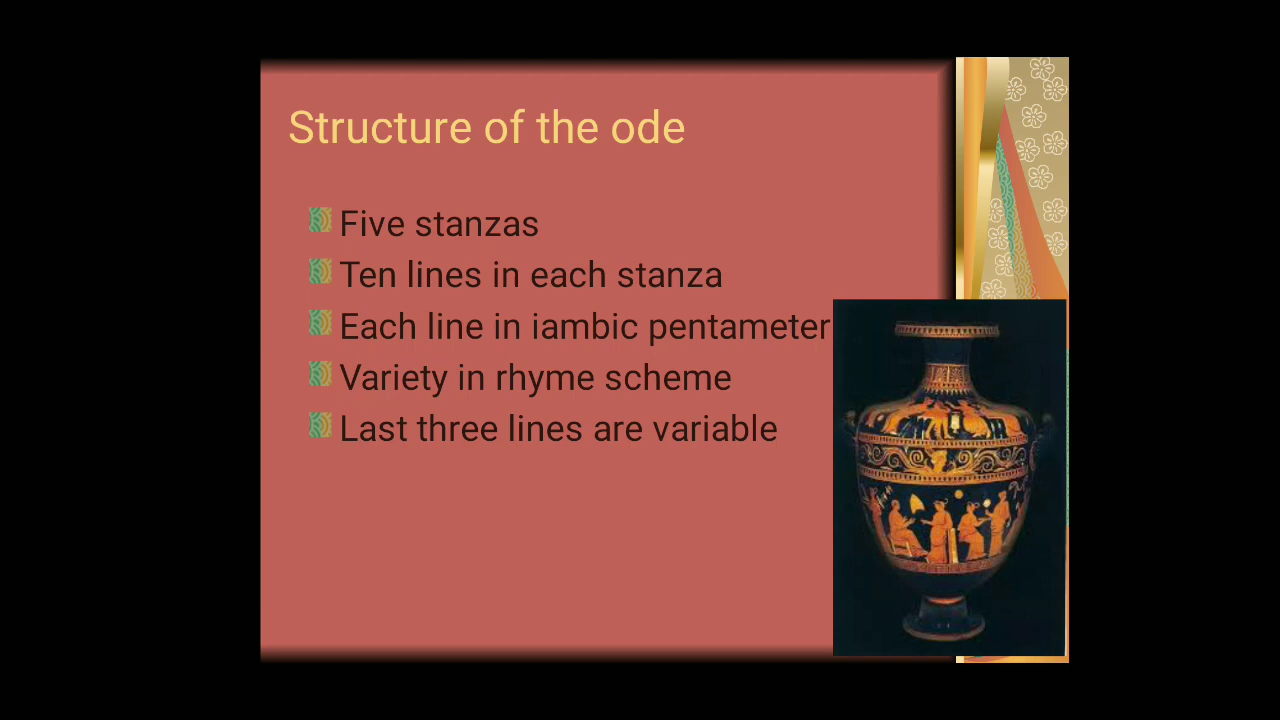 Structure of the ode
Five stanzas
Ten lines in each stanza
Each line in iambic pentameter
Variety in rhyme scheme
Last three lines are variable